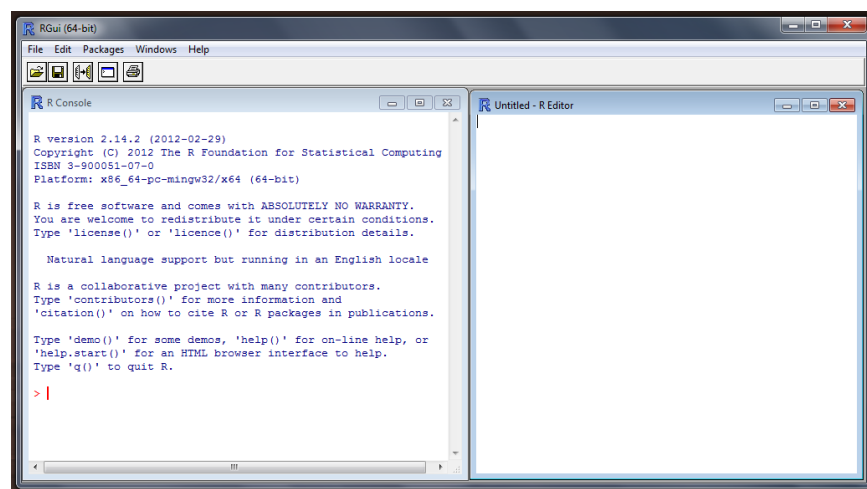 RGui (64-bit)
File Edit Packages Windows Help
R Console
R version 2.14.2 (2012-02-29)
Copyright (C) 2012 The R Foundation for Statistical Computing
ISBN 3-900051-07-0
Platform: x86_64-pc-mingw32/x64 (64-bit)
R is free software and comes with ABSOLUTELY NO WARRANTY.
You are welcome to redistribute it under certain conditions.
Type 'license()' or 'licence()' for distribution details.
Natural language support but running in an English locale
R is a collaborative project with many contributors.
Type 'contributors()' for more information and
'citation()' on how to cite R or R packages in publications.
Type 'demo()' for some demos, 'help()' for on-line help, or
'help.start()' for an HTML browser interface to help.
Type 'q()' to quit R.
>
Untitled - R Editor